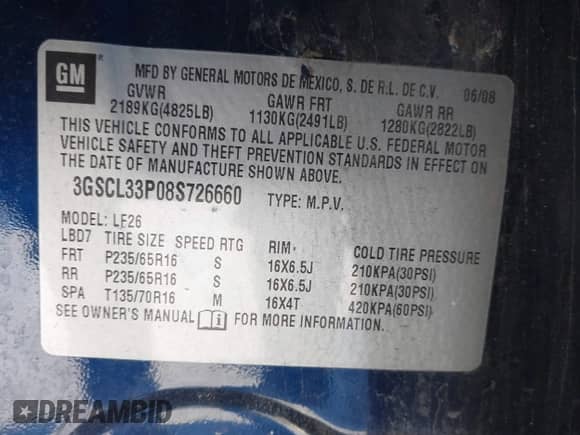 GM ®
MFD BY GENERAL MOTORS DE MEXICO, S. DE R.L. DE C.V. 06/08
GVWR GAWR FRT GAWR RR
2189KG(4825LB) 1130KG(2491LB) 1280KG(2822LB)
THIS VEHICLE CONFORMS TO ALL APPLICABLE U.S. FEDERAL MOTOR
VEHICLE SAFETY AND THEFT PREVENTION STANDARDS IN EFFECT ON
THE DATE OF MANUFACTURE SHOWN ABOVE.
3GSCL33P08S726660 TYPE: M.P.V.
MODEL: LF26
LBD7 TIRE SIZE SPEED RTG RIM COLD TIRE PRESSURE
FRT P235/65R16 S 16X6.5J 210KPA(30PSI)
RR P235/65R16 S 16X6.5J 210KPA(30PSI)
SPA T135/70R16 M 16X4T 420KPA(60PSI)
SEE OWNER'S MANUAL i FOR MORE INFORMATION.
DREAMBID